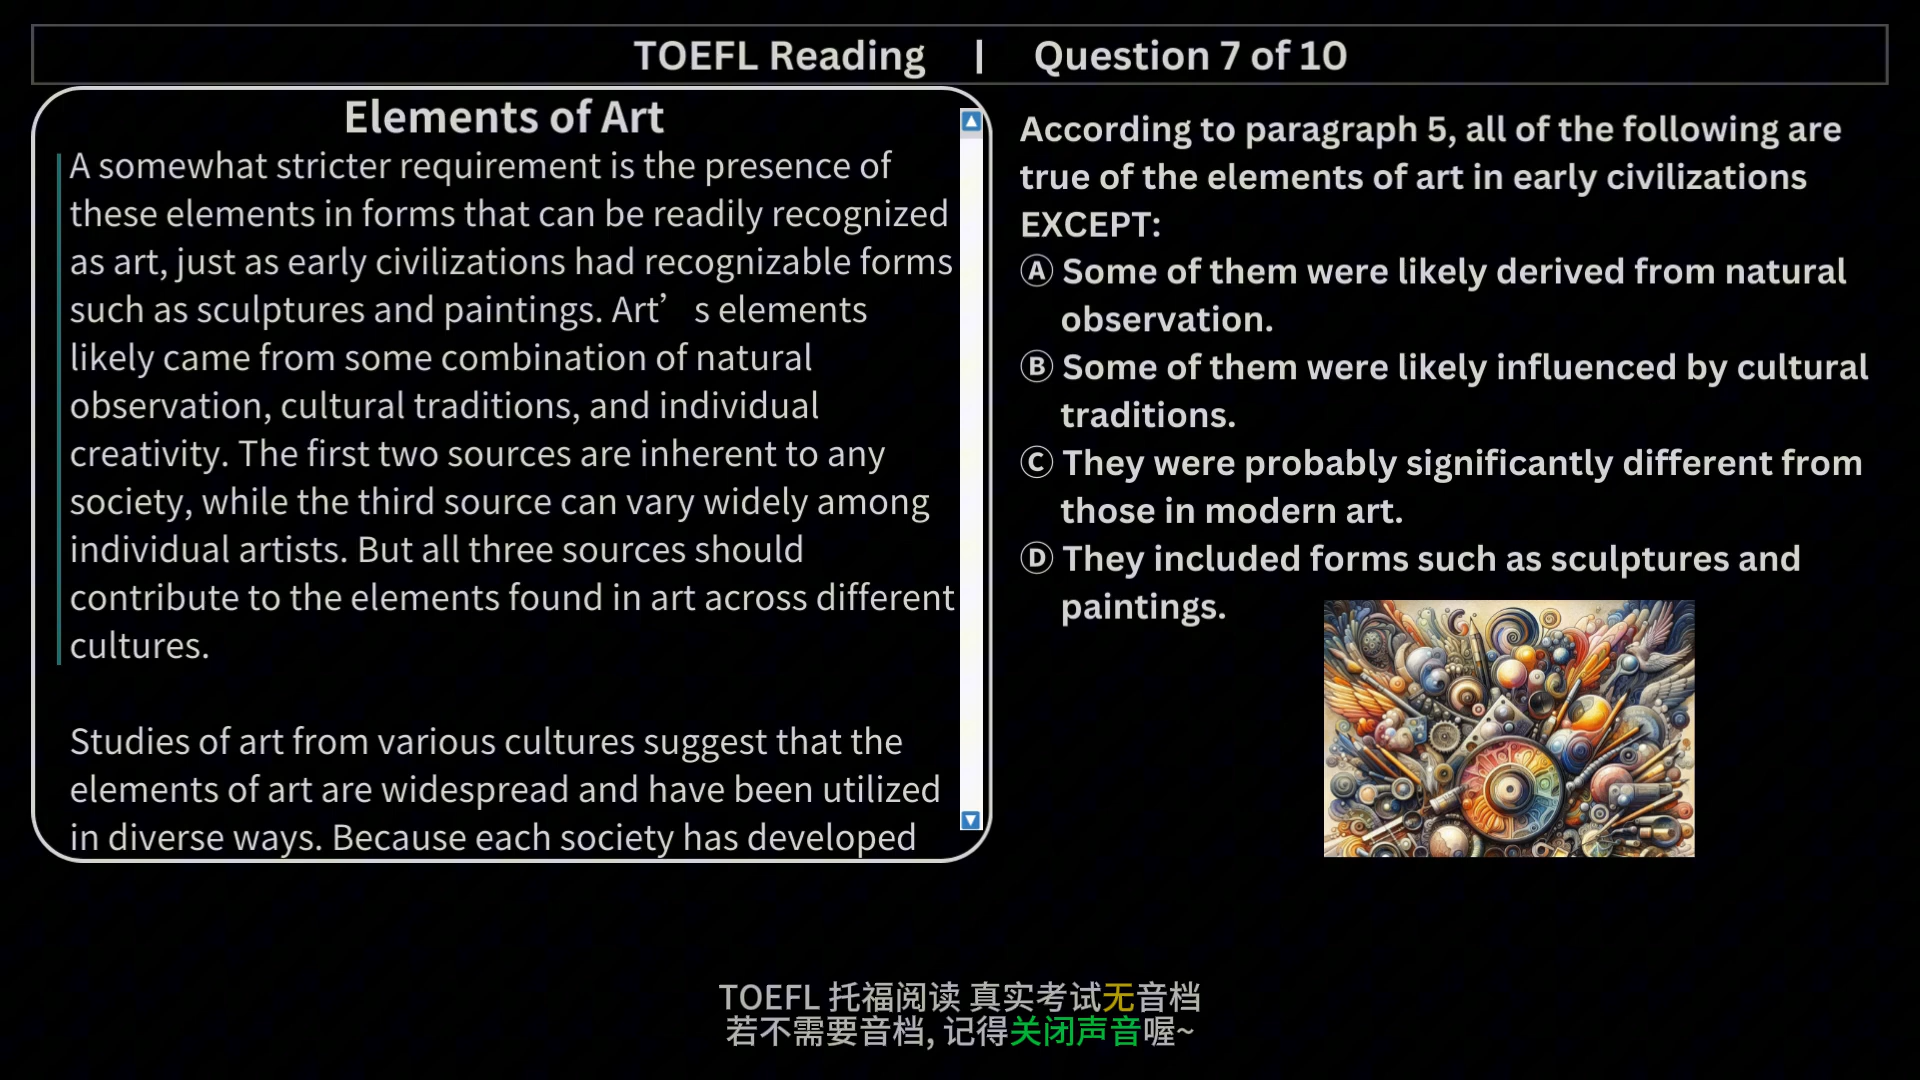 TOEFL Reading | Question 7 of 10
Elements of Art
A somewhat stricter requirement is the presence of
these elements in forms that can be readily recognized
as art, just as early civilizations had recognizable forms
such as sculptures and paintings. Art’s elements
likely came from some combination of natural
observation, cultural traditions, and individual
creativity. The first two sources are inherent to any
society, while the third source can vary widely among
individual artists. But all three sources should
contribute to the elements found in art across different
cultures.
Studies of art from various cultures suggest that the
elements of art are widespread and have been utilized
in diverse ways. Because each society has developed
According to paragraph 5, all of the following are
true of the elements of art in early civilizations
EXCEPT:
Ⓐ Some of them were likely derived from natural
observation.
Ⓑ Some of them were likely influenced by cultural
traditions.
Ⓒ They were probably significantly different from
those in modern art.
Ⓓ They included forms such as sculptures and
paintings.
TOEFL 托福阅读 真实考试无音档
若不需要音档, 记得关闭声音喔~